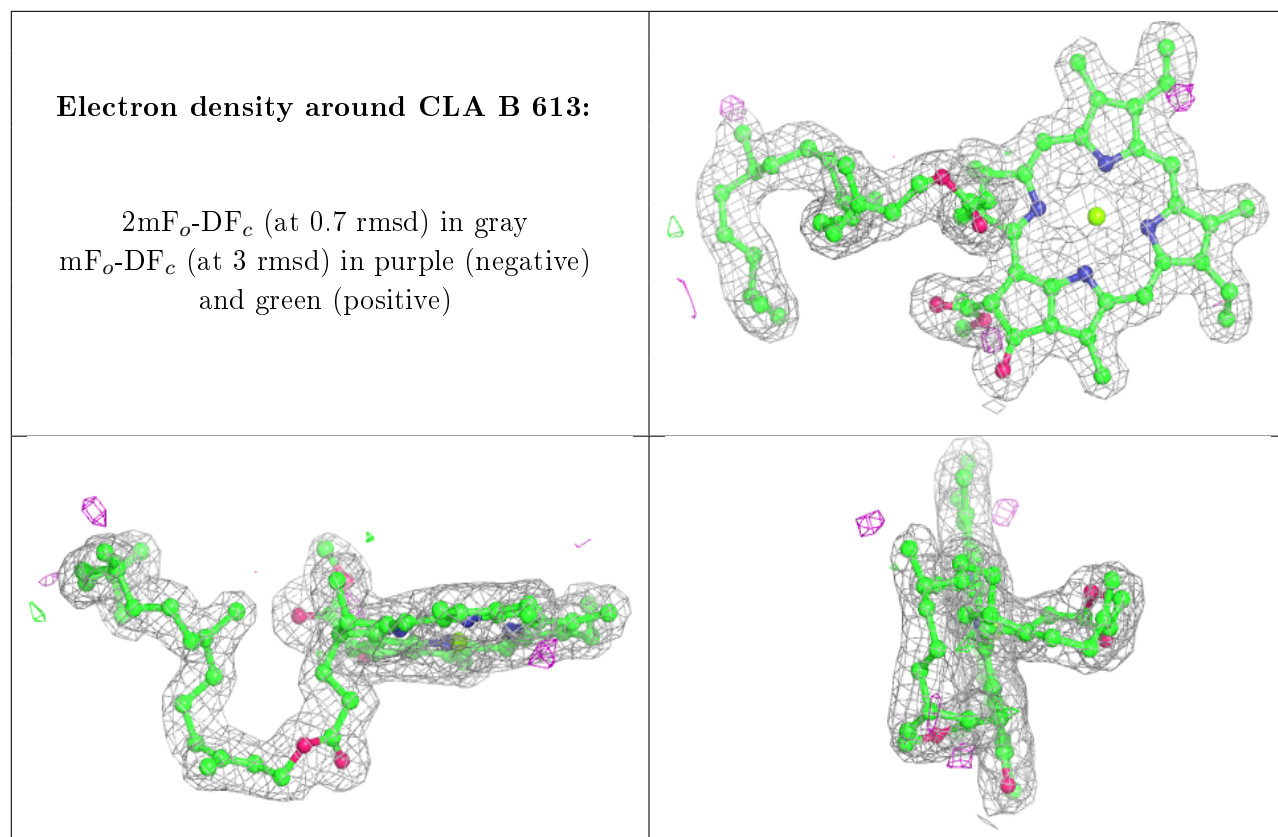 Electron density around CLA B 613:
2mFo-DFc (at 0.7 rmsd) in gray
mFo-DFc (at 3 rmsd) in purple (negative)
and green (positive)